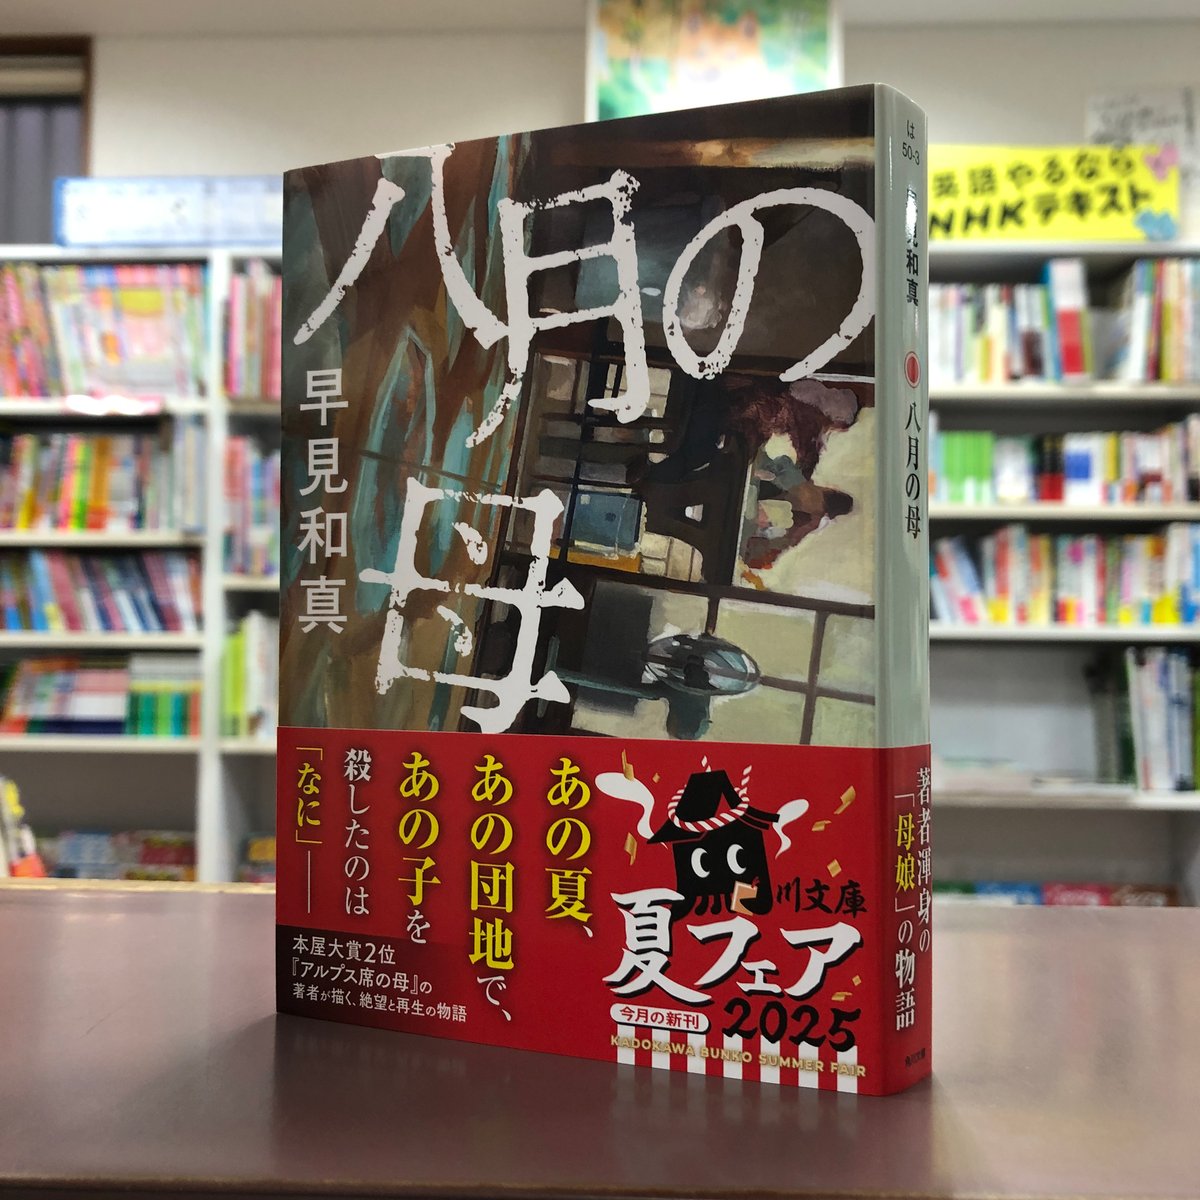 八月の
母
早見和真
あの夏、
あの団地で、
あの子を
殺したのは
「なに」――
本屋大賞2位
『アルプス席の母』の
著者が描く、絶望と再生の物語
川文庫
夏フェア
2025
今月の新刊
KADOKAWA BUNKO SUMMER FAIR
は
50-3
早見和真
八月の母
著者渾身の
「母娘」の物語
角川文庫
英語やるなら
NHKテキスト